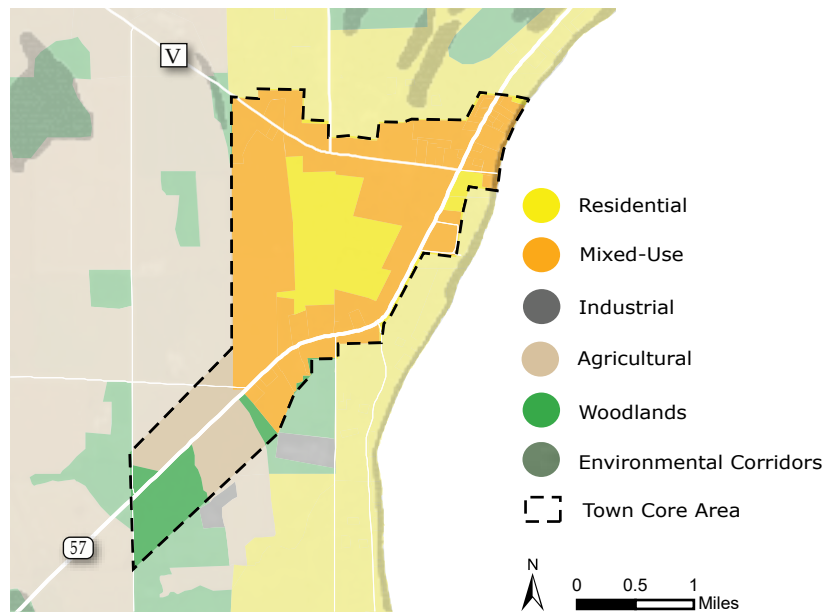 V
Residential
Mixed-Use
Industrial
Agricultural
Woodlands
Environmental Corridors
Town Core Area
57
N
0 0.5 1
Miles